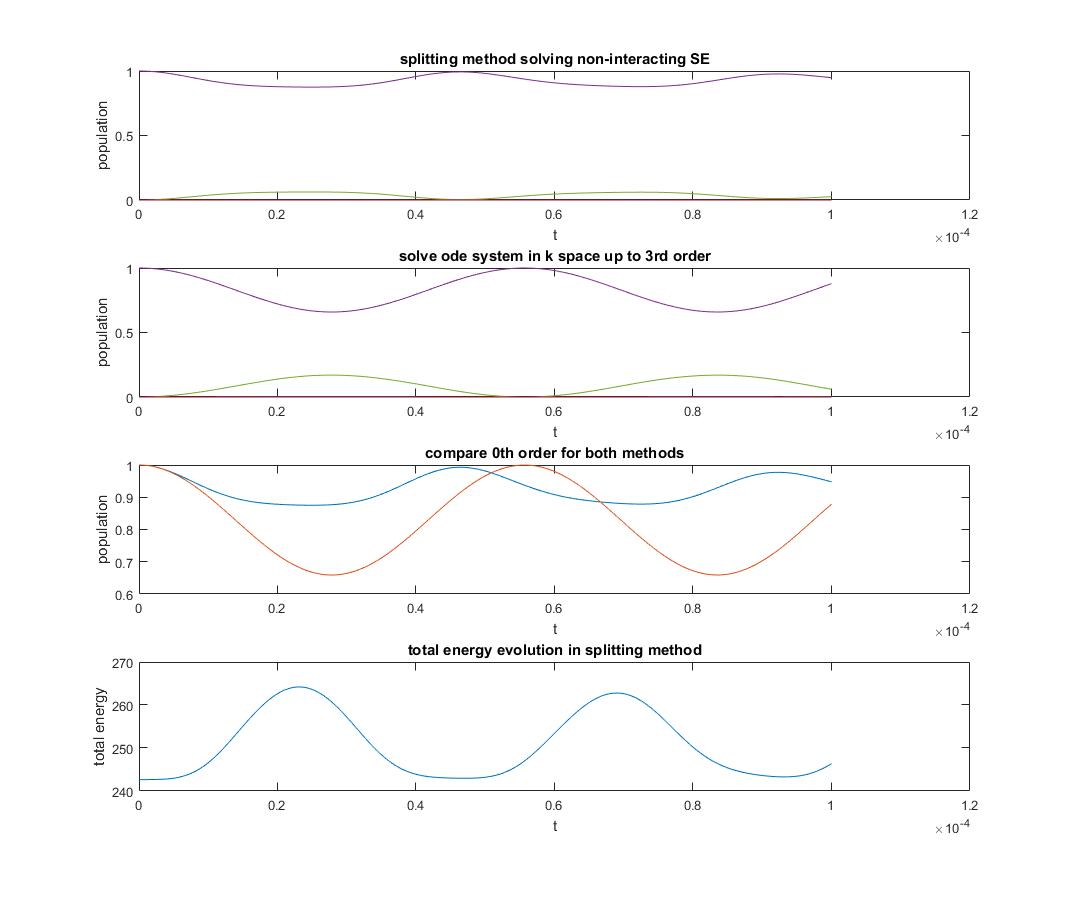 splitting method solving non-interacting SE
1
0.5
0
population
0 0.2 0.4 0.6 0.8 1 1.2
t
×10-4
solve ode system in k space up to 3rd order
1
0.5
0
population
0 0.2 0.4 0.6 0.8 1 1.2
t
×10-4
compare 0th order for both methods
1
0.9
0.8
0.7
0.6
population
0 0.2 0.4 0.6 0.8 1 1.2
t
×10-4
total energy evolution in splitting method
270
260
250
240
total energy
0 0.2 0.4 0.6 0.8 1 1.2
t
×10-4